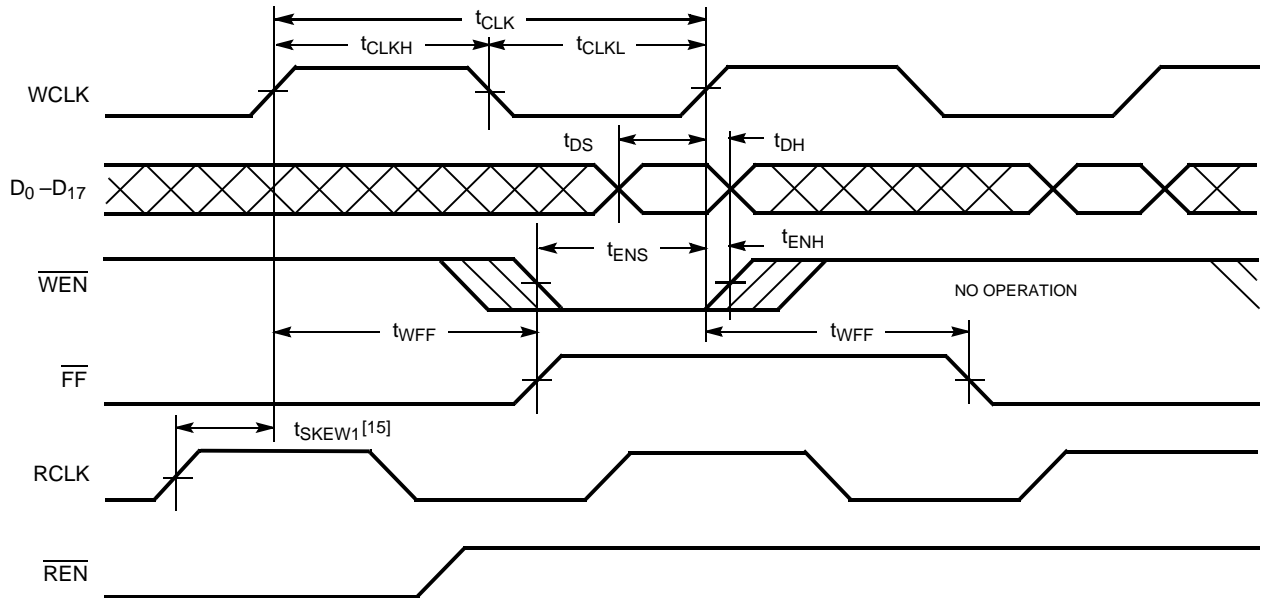 tCLK
tCLKH tCLKL
WCLK
tDS tDH
D0 –D17
tENS tENH
WEN
NO OPERATION
tWFF tWFF
FF
tSKEW1[15]
RCLK
REN